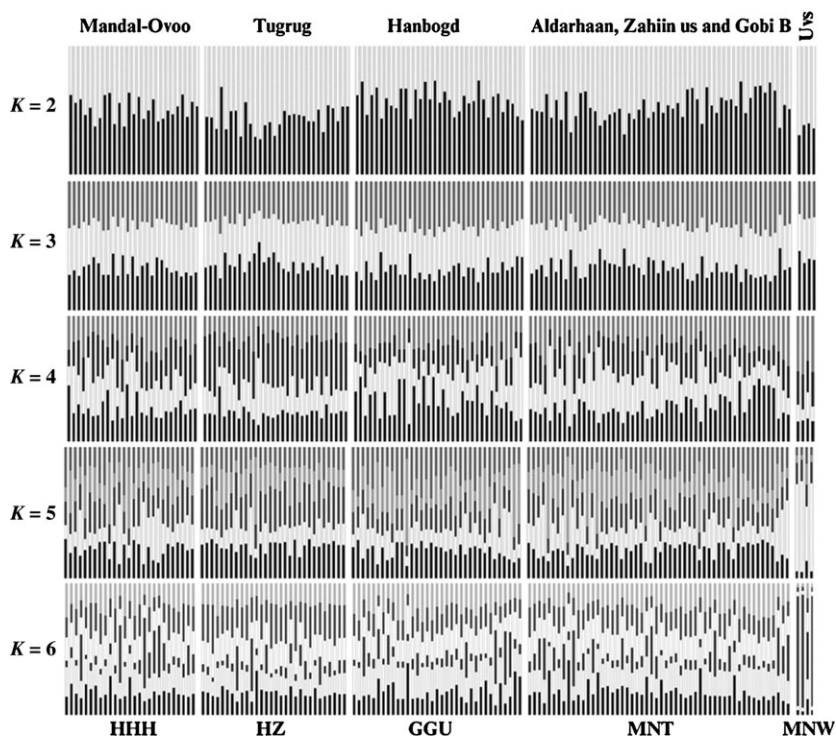 Mandal-Ovoo Tugrug Hanbogd Aldarhaan, Zahiin us and Gobi B Uvs
K = 2
K = 3
K = 4
K = 5
K = 6
HHH HZ GGU MNT MNW